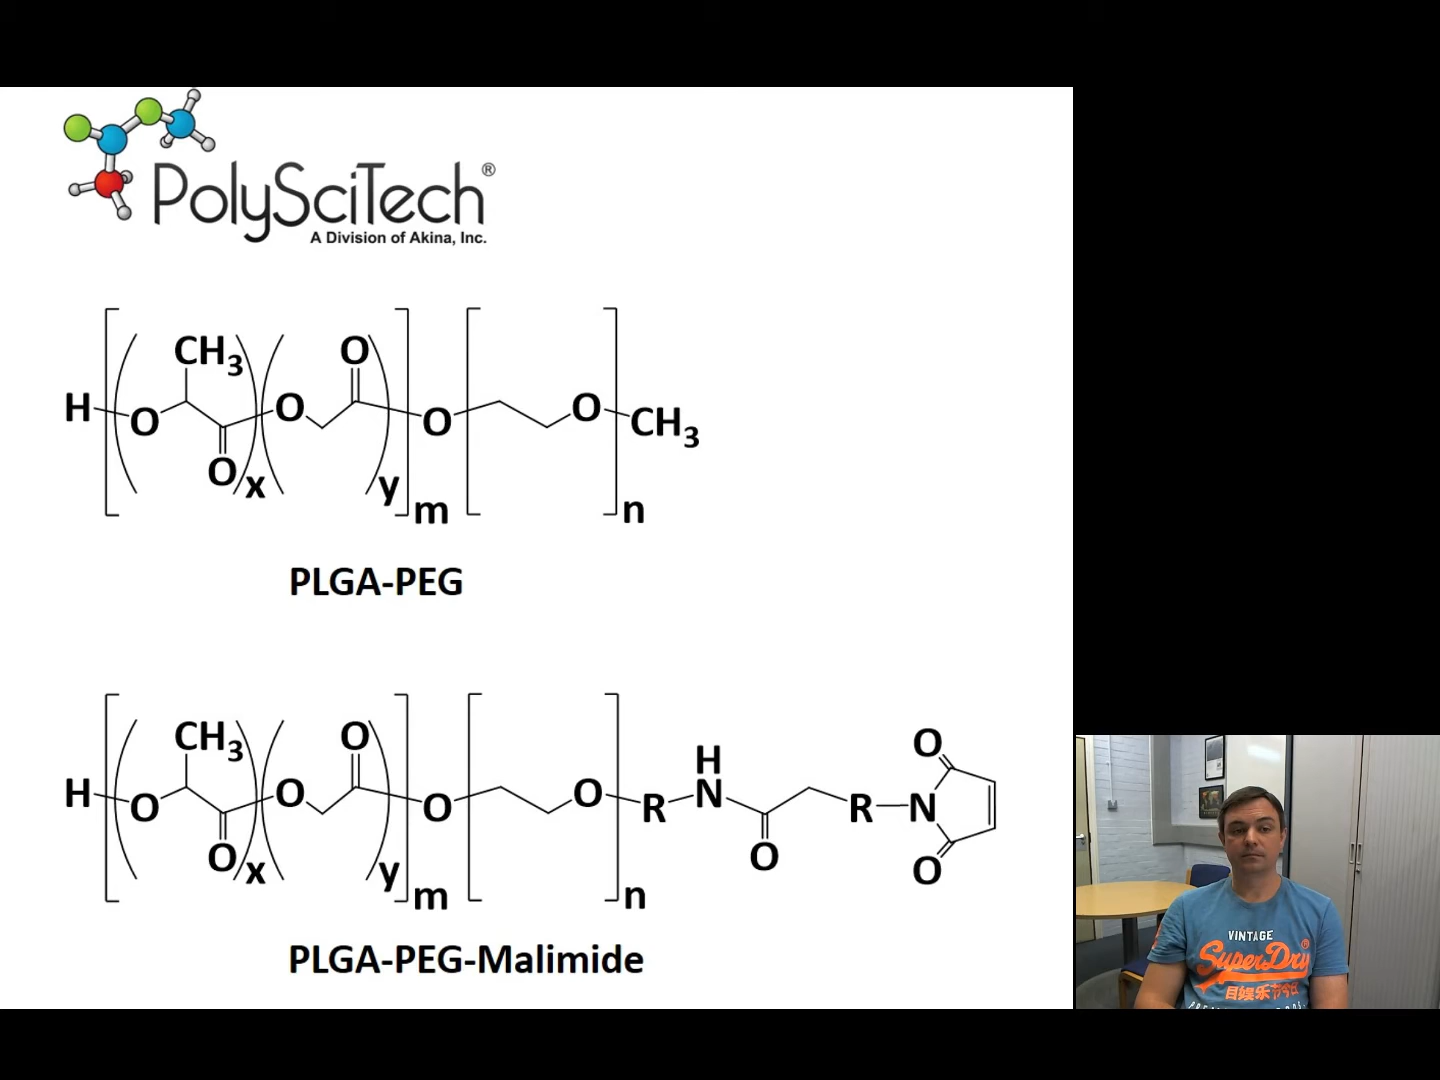 PolySciTech®
A Division of Akina, Inc.
H O CH3 O x O O y m O O n CH3
PLGA-PEG
H O CH3 O x O O y m O O n R H N O R N O O
PLGA-PEG-Malimide
VINTAGE
SuperDry®